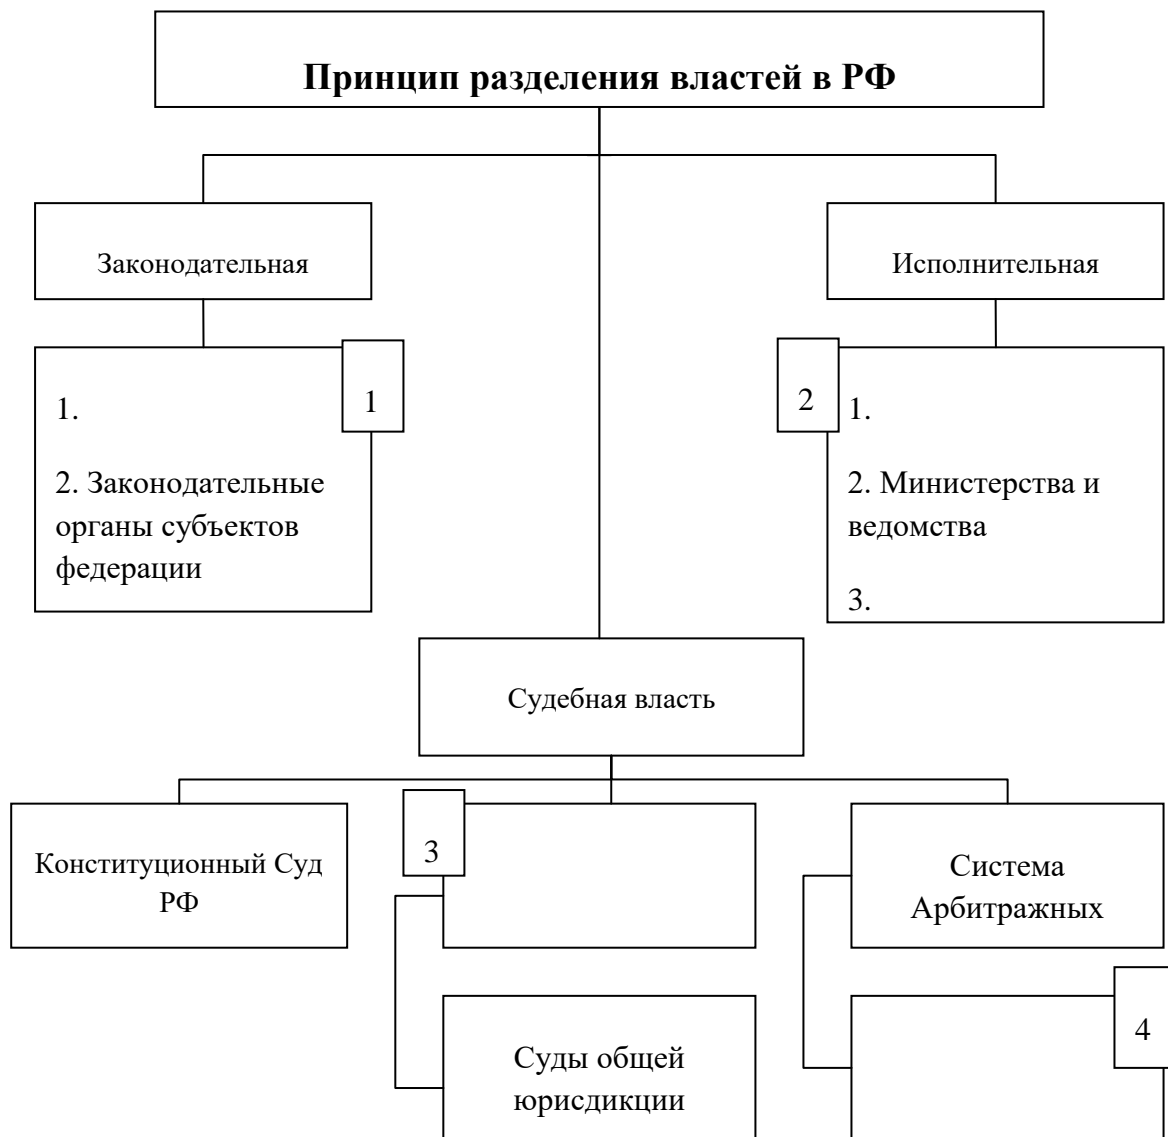 Принцип разделения властей в РФ
Законодательная
Исполнительная
1
1.
2. Законодательные
органы субъектов
федерации
2
1.
2. Министерства и
ведомства
3.
Судебная власть
Конституционный Суд
РФ
3
Система
Арбитражных
Суды общей
юрисдикции
4